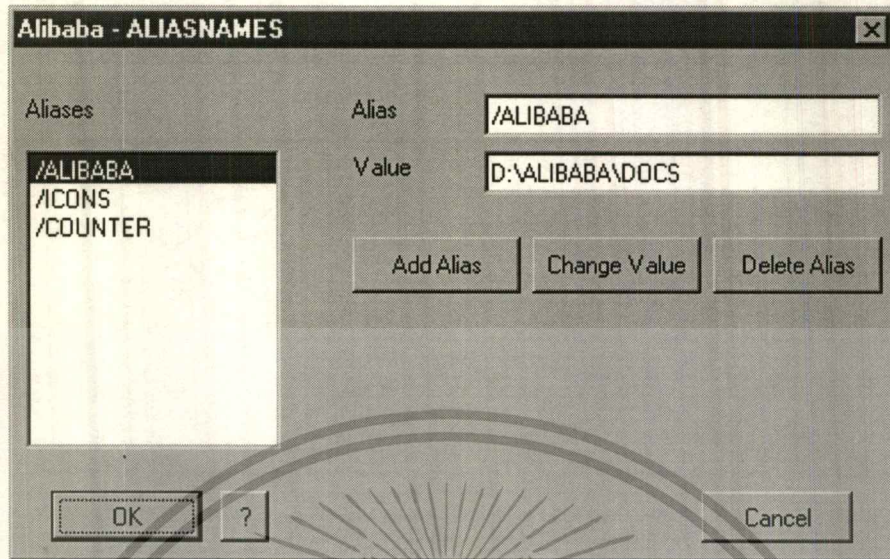 Alibaba - ALIASNAMES
Aliases
/ALIBABA
/ICONS
/COUNTER
Alias
/ALIBABA
Value
D:\ALIBABA\DOCS
Add Alias
Change Value
Delete Alias
OK
?
Cancel